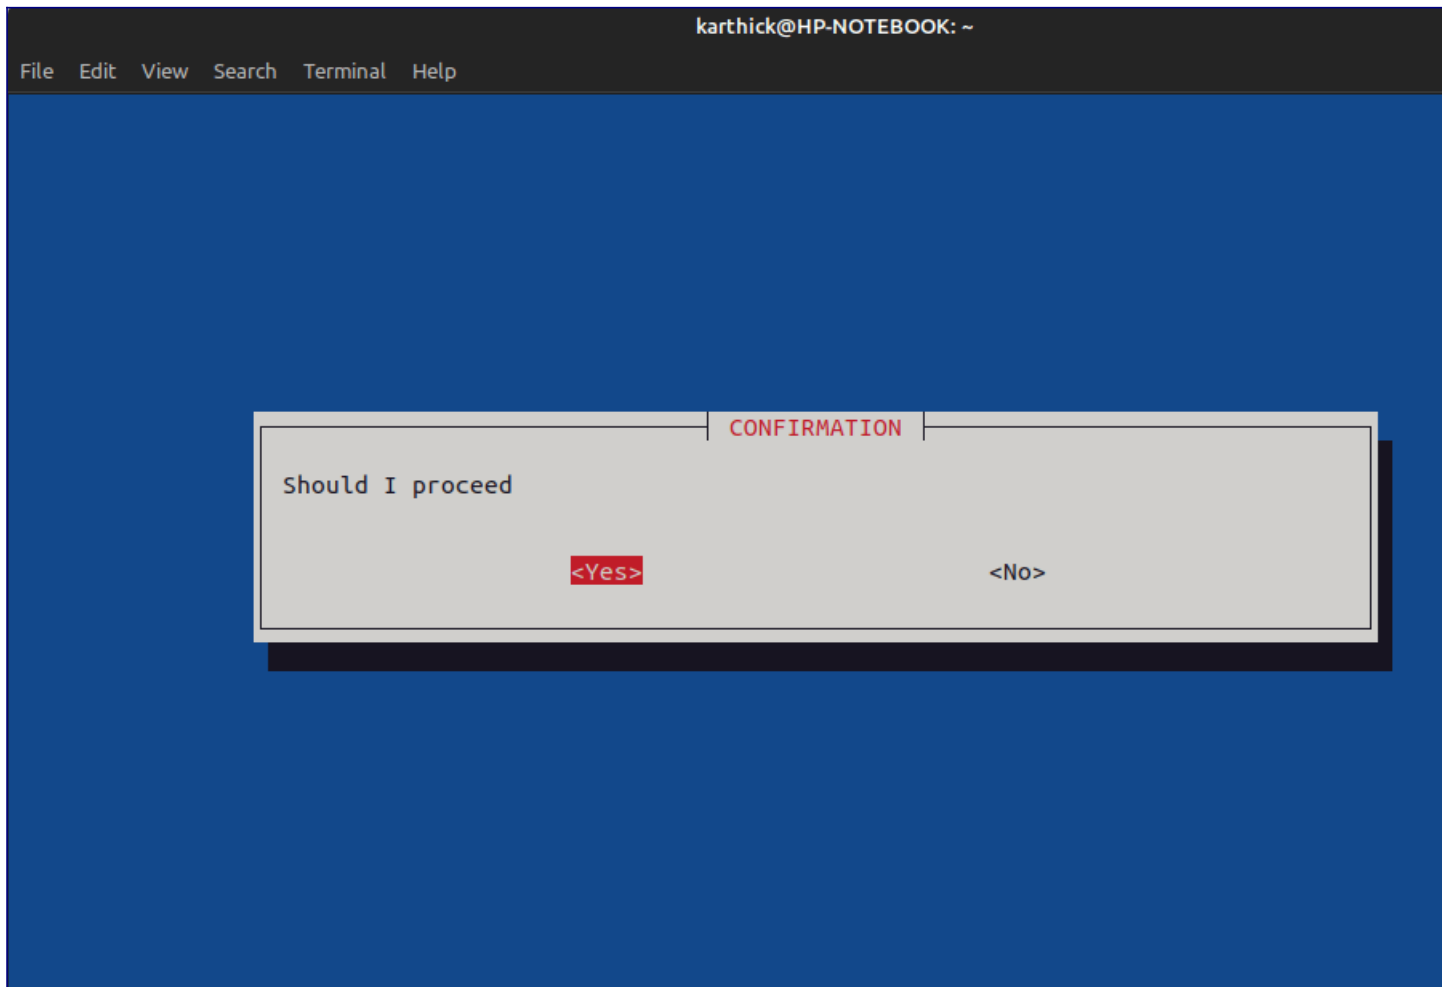 karthick@HP-NOTEBOOK: ~
File Edit View Search Terminal Help
CONFIRMATION
Should I proceed
<Yes> <No>